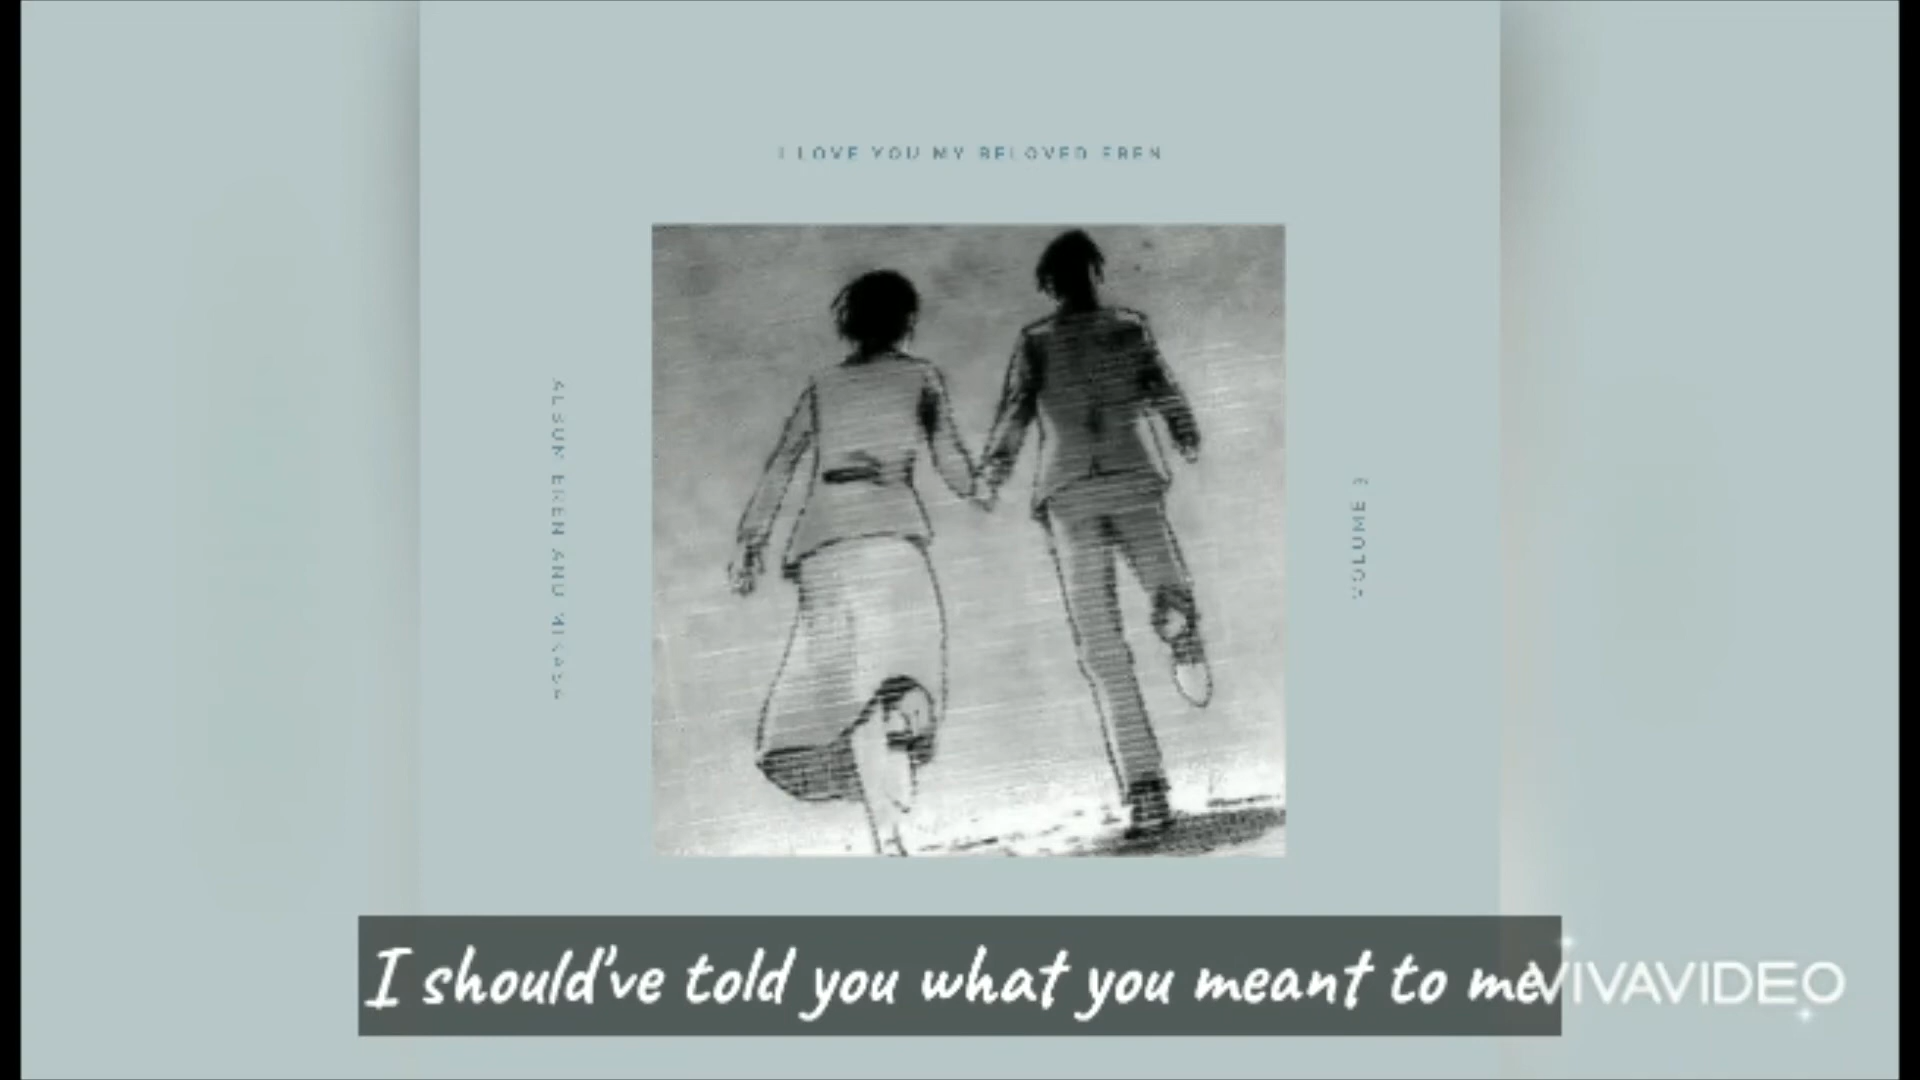 I LOVE YOU MY BELOVED EREN
ALBUM EREN AND MIKASA
VOLUME 3
I should've told you what you meant to me
VIVAVIDEO